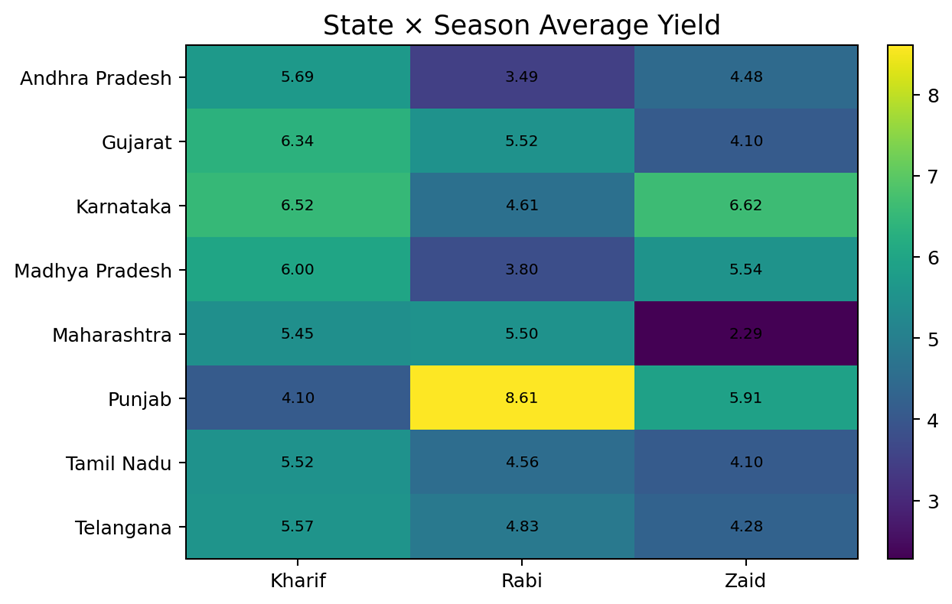 State × Season Average Yield
Andhra Pradesh 5.69 3.49 4.48
Gujarat 6.34 5.52 4.10
Karnataka 6.52 4.61 6.62
Madhya Pradesh 6.00 3.80 5.54
Maharashtra 5.45 5.50 2.29
Punjab 4.10 8.61 5.91
Tamil Nadu 5.52 4.56 4.10
Telangana 5.57 4.83 4.28
Kharif Rabi Zaid
8
7
6
5
4
3